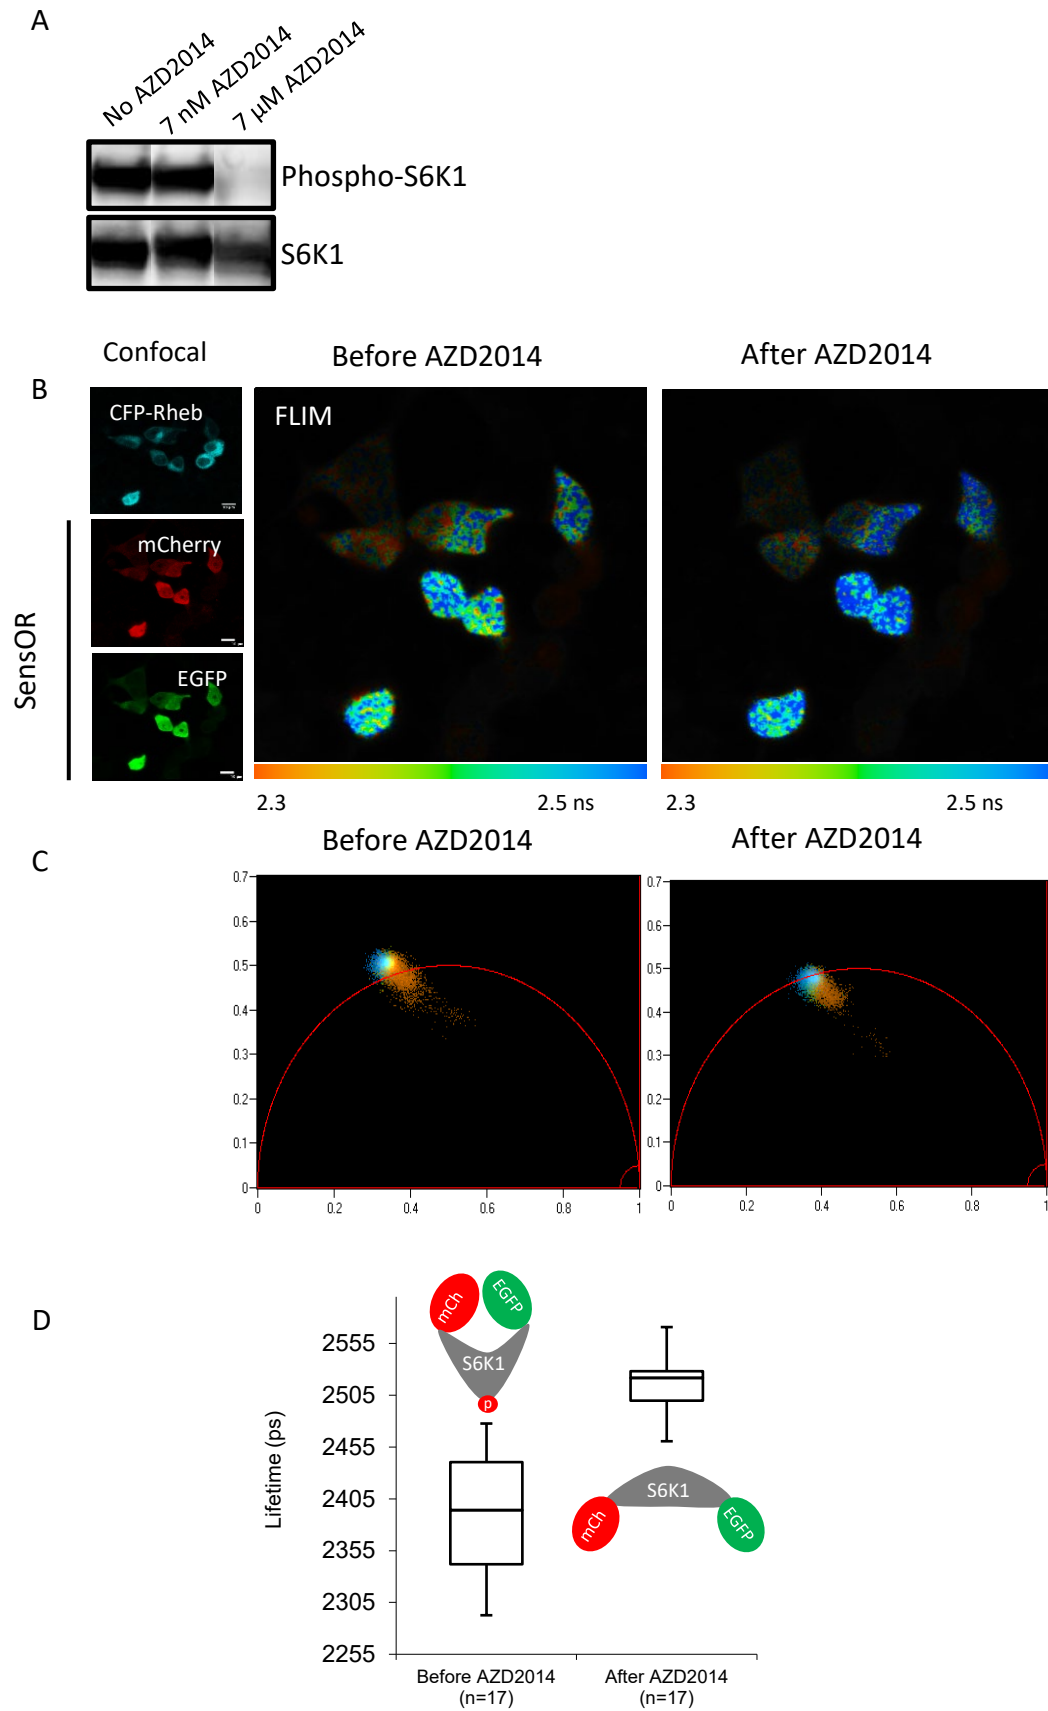 A
No AZD2014
7 nM AZD2014
7 µM AZD2014
Phospho-S6K1
S6K1
Confocal
Before AZD2014
After AZD2014
B
CFP-Rheb
FLIM
mCherry
EGFP
SensOR
2.3
2.5 ns
2.3
2.5 ns
Before AZD2014
After AZD2014
C
0.7
0.6
0.5
0.4
0.3
0.2
0.1
0
0
0.2
0.4
0.6
0.8
1
0.7
0.6
0.5
0.4
0.3
0.2
0.1
0
0
0.2
0.4
0.6
0.8
1
D
mCh
EGFP
S6K1
p
Lifetime (ps)
2555
2505
2455
2405
2355
2305
2255
S6K1
mCh
EGFP
Before AZD2014
(n=17)
After AZD2014
(n=17)